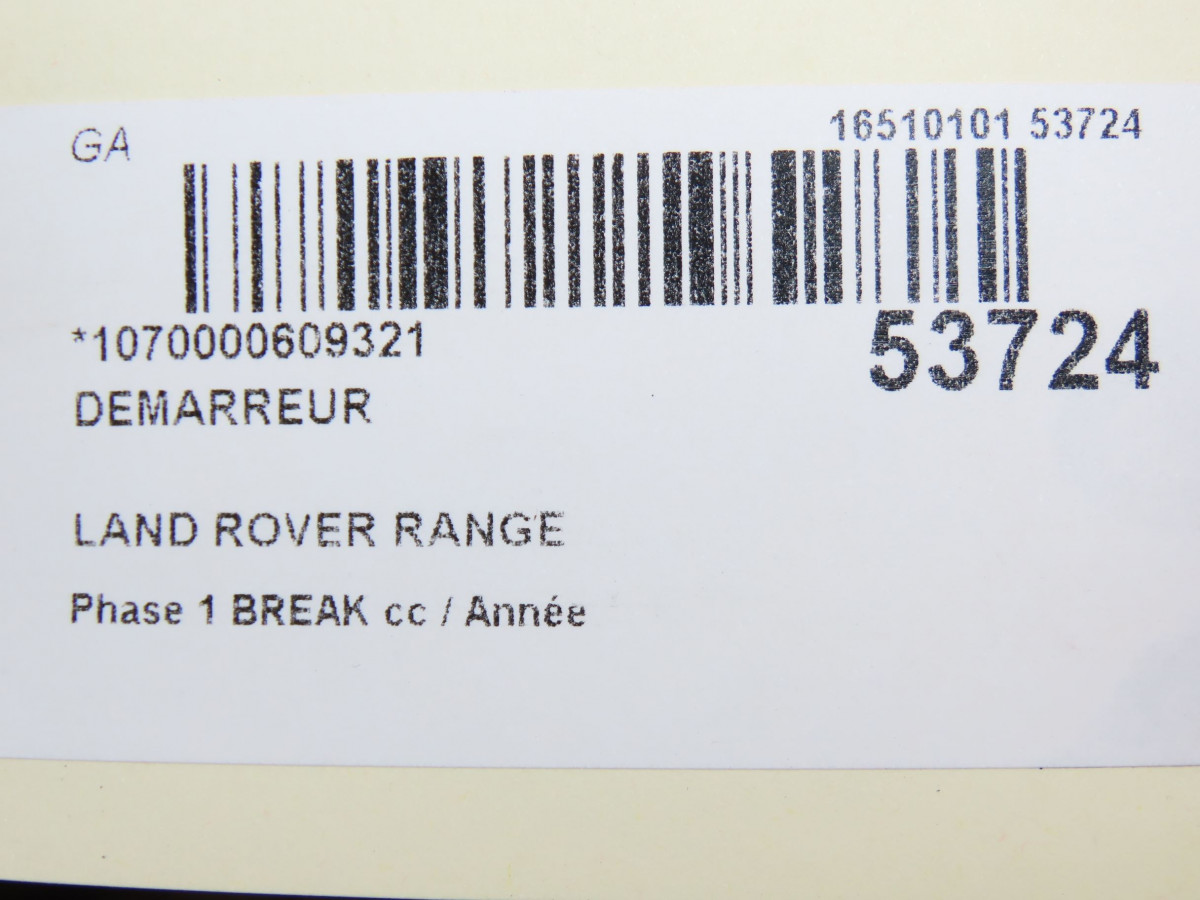 GA
16510101 53724
*1070000609321
53724
DEMARREUR
LAND ROVER RANGE
Phase 1 BREAK cc / Année